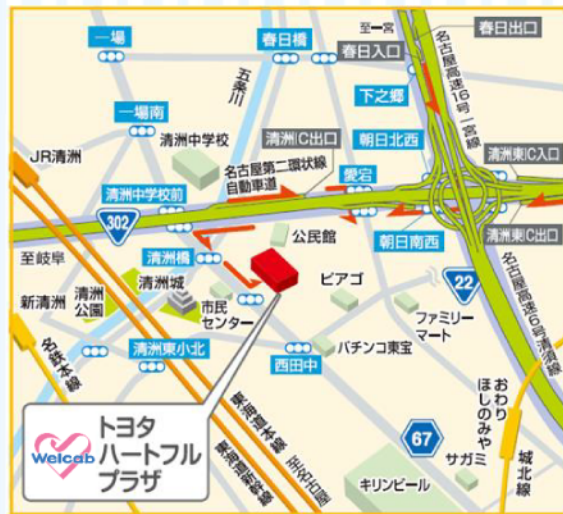 至一宮
春日出口
一場
春日橋
春日入口
名古屋高速16号一宮線
五条川
下之郷
一場南
清洲中学校
清洲IC出口
朝日北西
JR清洲
名古屋第二環状線
自動車道
愛宕
清洲東IC入口
清洲中学校前
302
公民館
清洲橋
朝日南西
清洲東IC出口
至岐阜
清洲城
ピアゴ
22
新清洲
清洲
公園
市民
センター
ファミリー
マート
名古屋高速6号清須線
名鉄本線
清洲東小北
パチンコ東宝
西田中
おわり
ほしのみや
Welcab
トヨタ
ハートフル
プラザ
東海道本線
東海道新幹線
至名古屋
67
サガミ
城北線
キリンビール